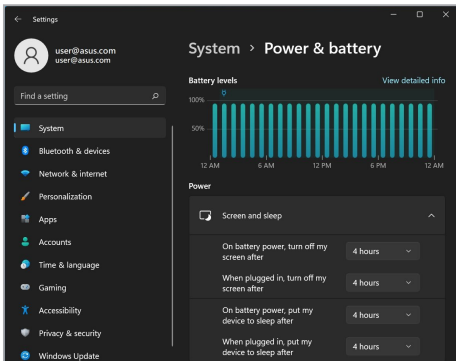 Settings
user@asus.com
user@asus.com
Find a setting
System
Bluetooth & devices
Network & internet
Personalization
Apps
Accounts
Time & language
Gaming
Accessibility
Privacy & security
Windows Update
System > Power & battery
Battery levels
View detailed info
100%
50%
12 AM 6 AM 12 PM 6 PM 12 AM
Power
Screen and sleep
On battery power, turn off my
screen after
4 hours
When plugged in, turn off my
screen after
4 hours
On battery power, put my
device to sleep after
4 hours
When plugged in, put my
device to sleep after
4 hours